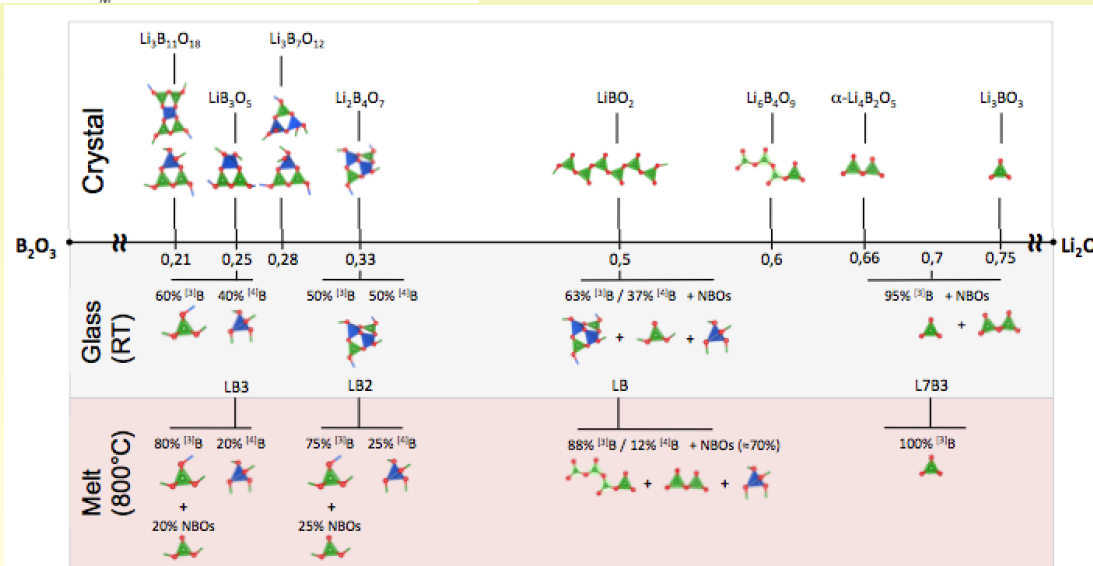 M
Li₃B₁₁O₁₈ Li₃B₇O₁₂
LiB₃O₅ Li₂B₄O₇ LiBO₂ Li₆B₄O₉ α-Li₄B₂O₅ Li₃BO₃
Crystal
B₂O₃ Li₂O
0,21 0,25 0,28 0,33 0,5 0,6 0,66 0,7 0,75
60% ⁽³⁾B 40% ⁽⁴⁾B 50% ⁽³⁾B 50% ⁽⁴⁾B 63% ⁽³⁾B / 37% ⁽⁴⁾B + NBOs 95% ⁽³⁾B + NBOs
Glass
(RT)
+ + +
LB3 LB2 LB L7B3
80% ⁽³⁾B 20% ⁽⁴⁾B 75% ⁽³⁾B 25% ⁽⁴⁾B 88% ⁽³⁾B / 12% ⁽⁴⁾B + NBOs (≈70%) 100% ⁽³⁾B
Melt
(800°C)
+ + + +
20% NBOs 25% NBOs